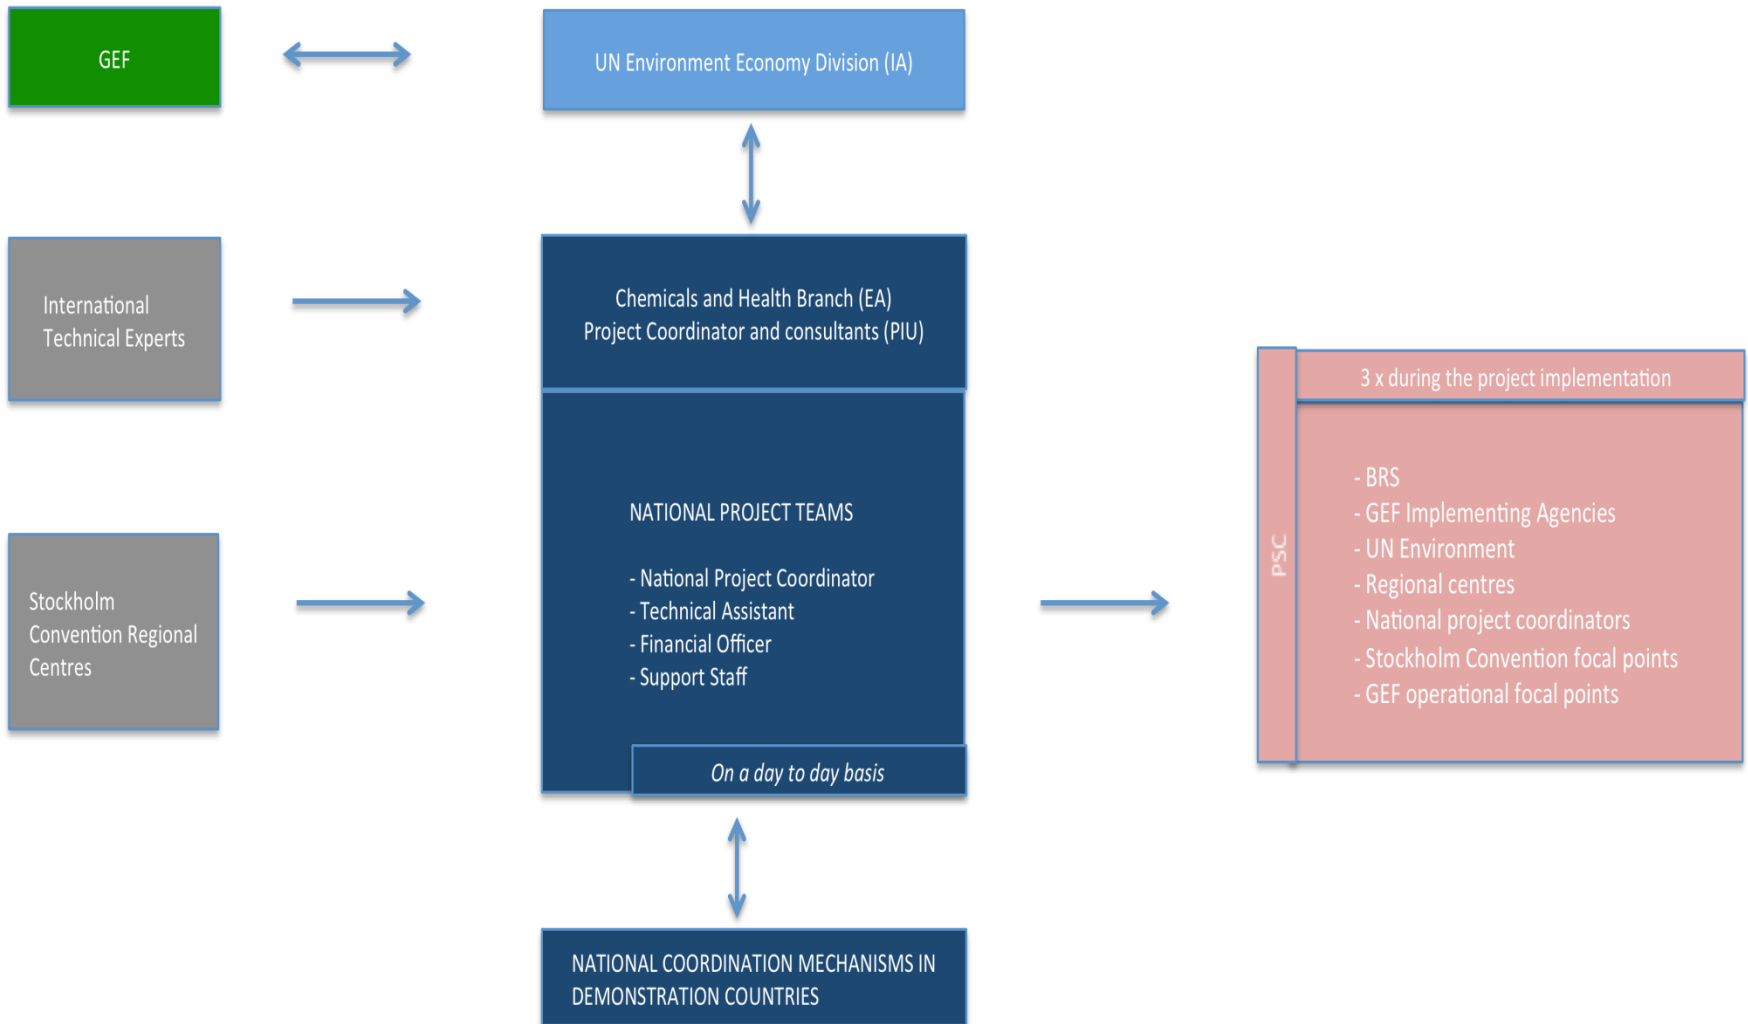 GEF
UN Environment Economy Division (IA)
International
Technical Experts
Chemicals and Health Branch (EA)
Project Coordinator and consultants (PIU)
Stockholm
Convention Regional
Centres
NATIONAL PROJECT TEAMS
- National Project Coordinator
- Technical Assistant
- Financial Officer
- Support Staff
On a day to day basis
PSC
3 x during the project implementation
- BRS
- GEF Implementing Agencies
- UN Environment
- Regional centres
- National project coordinators
- Stockholm Convention focal points
- GEF operational focal points
NATIONAL COORDINATION MECHANISMS IN
DEMONSTRATION COUNTRIES